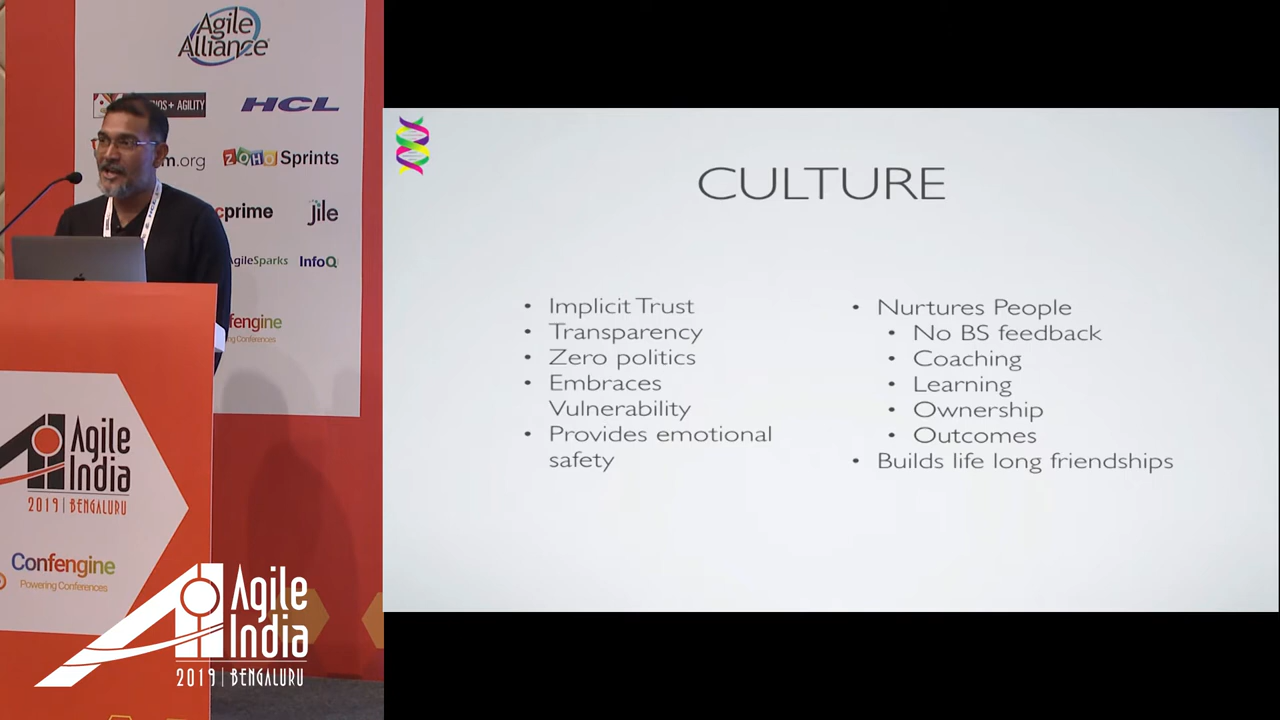 Agile
Alliance
IOS+ AGILITY
HCL
m.org
ZOHO Sprints
cprime
jile
AgileSparks
InfoQ
fengine
ng Conferences
Agile
India
2019 | BENGALURU
Confengine
Powering Conferences
Agile
India
2019 | BENGALURU
CULTURE
• Implicit Trust
• Transparency
• Zero politics
• Embraces
Vulnerability
• Provides emotional
safety
• Nurtures People
• No BS feedback
• Coaching
• Learning
• Ownership
• Outcomes
• Builds life long friendships